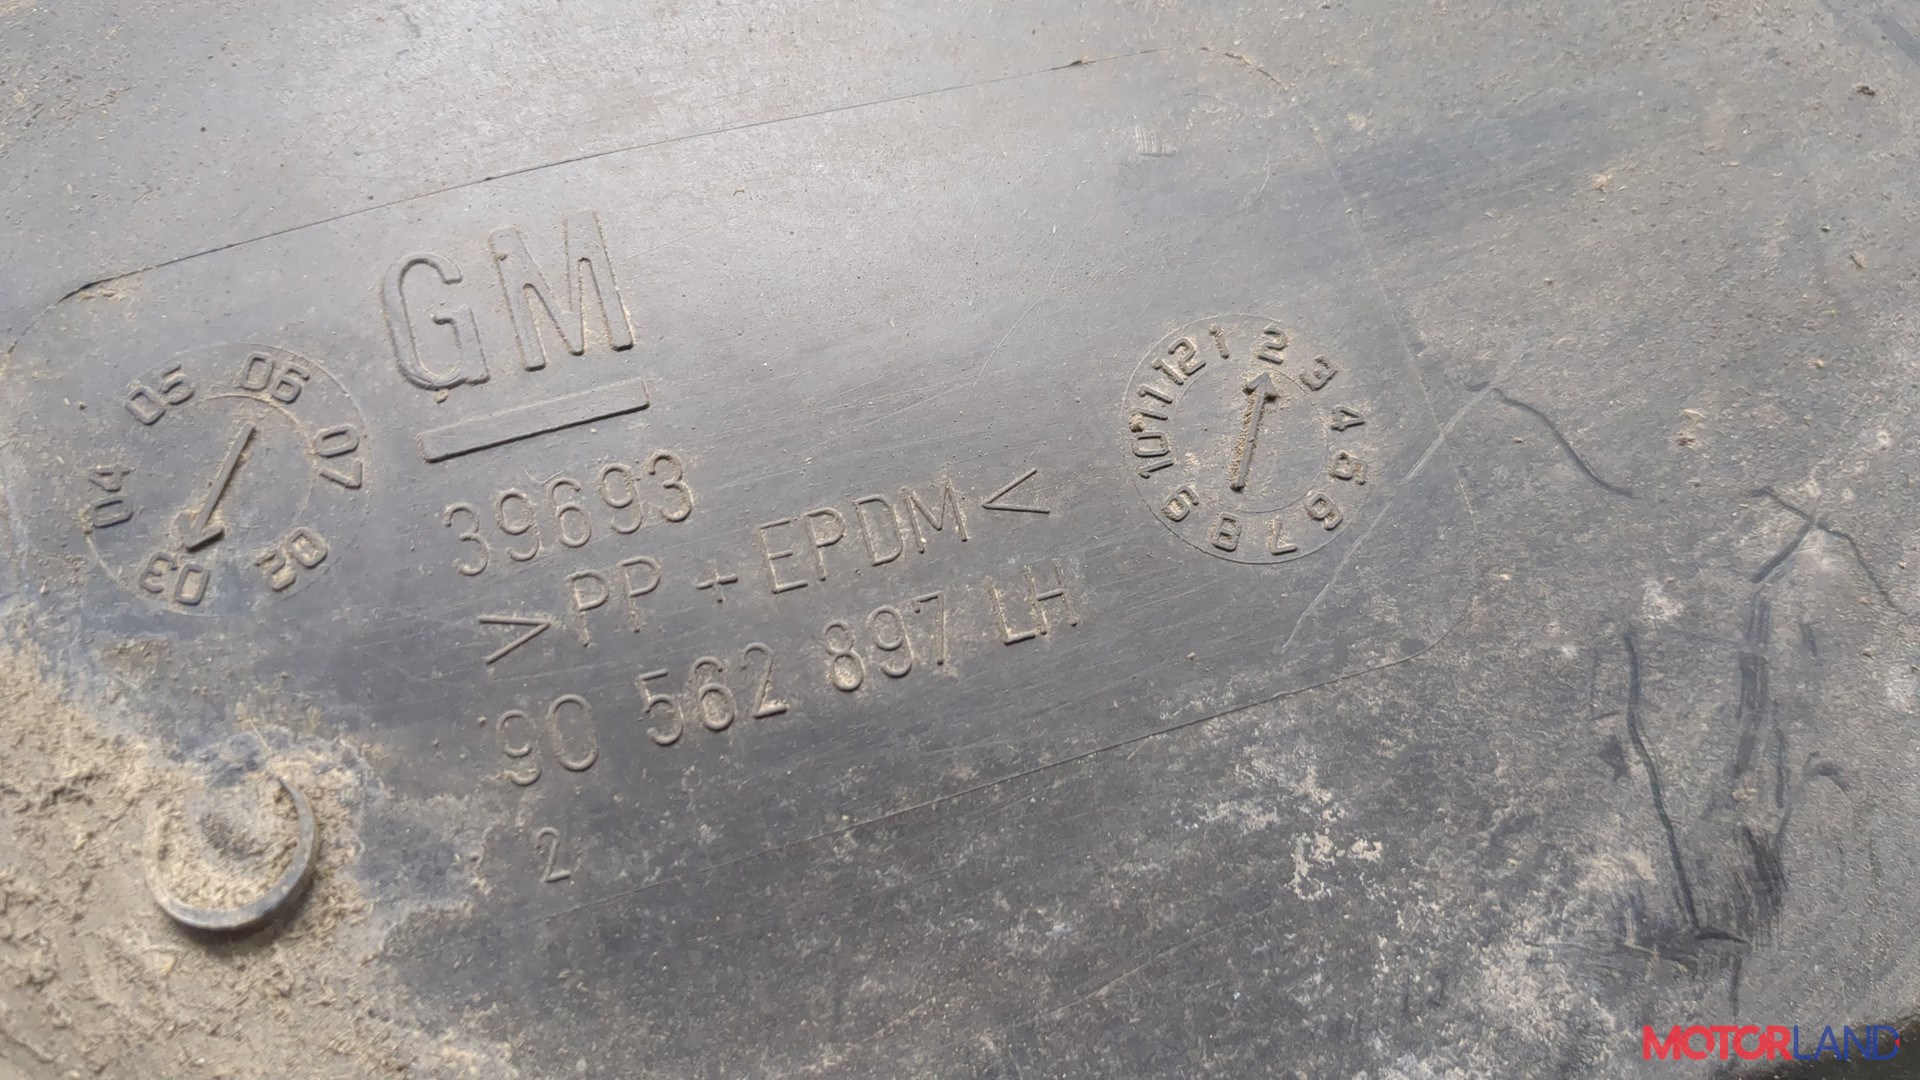 GM
39693
>PP + EPDM<
90 562 897 LH
2
02 03 04 05 06 07
1 2 3 4 5 6 7 8 9 10 11 12
MOTORLAND